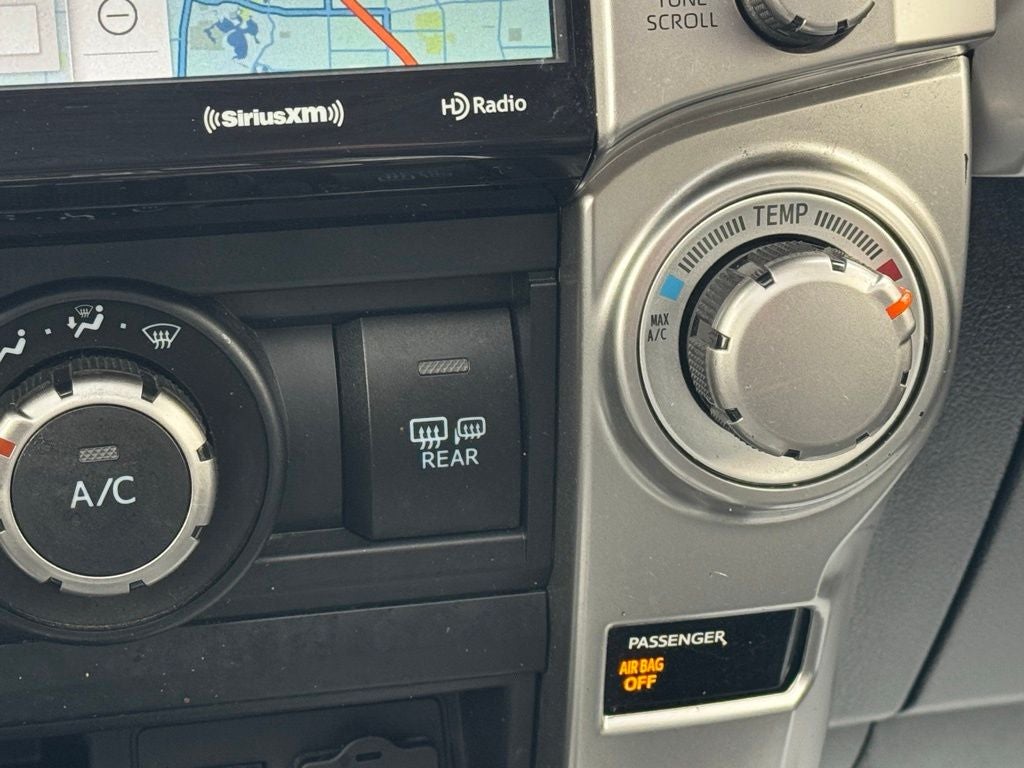 TUNE
SCROLL
SiriusXM
HD Radio
TEMP
MAX
A/C
REAR
A/C
PASSENGER
AIR BAG
OFF